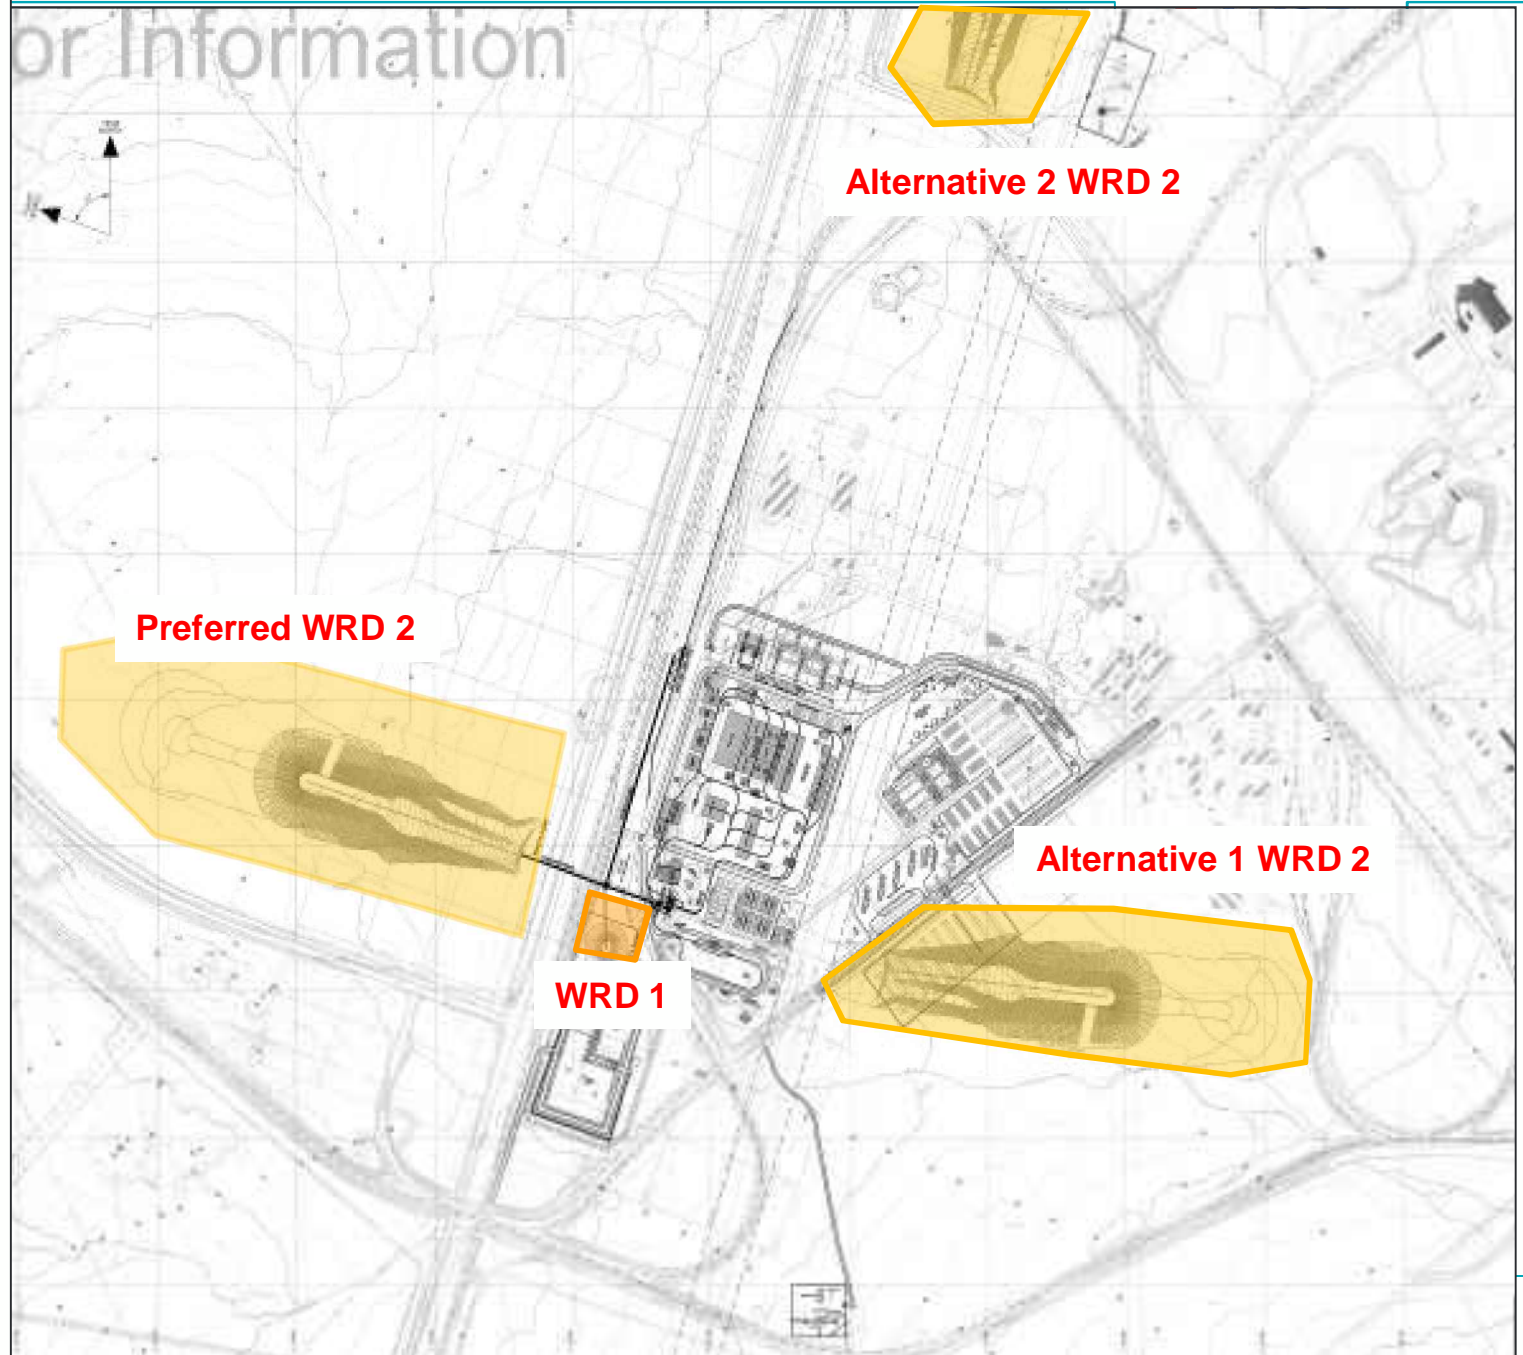 or Information
Alternative 2 WRD 2
Preferred WRD 2
Alternative 1 WRD 2
WRD 1